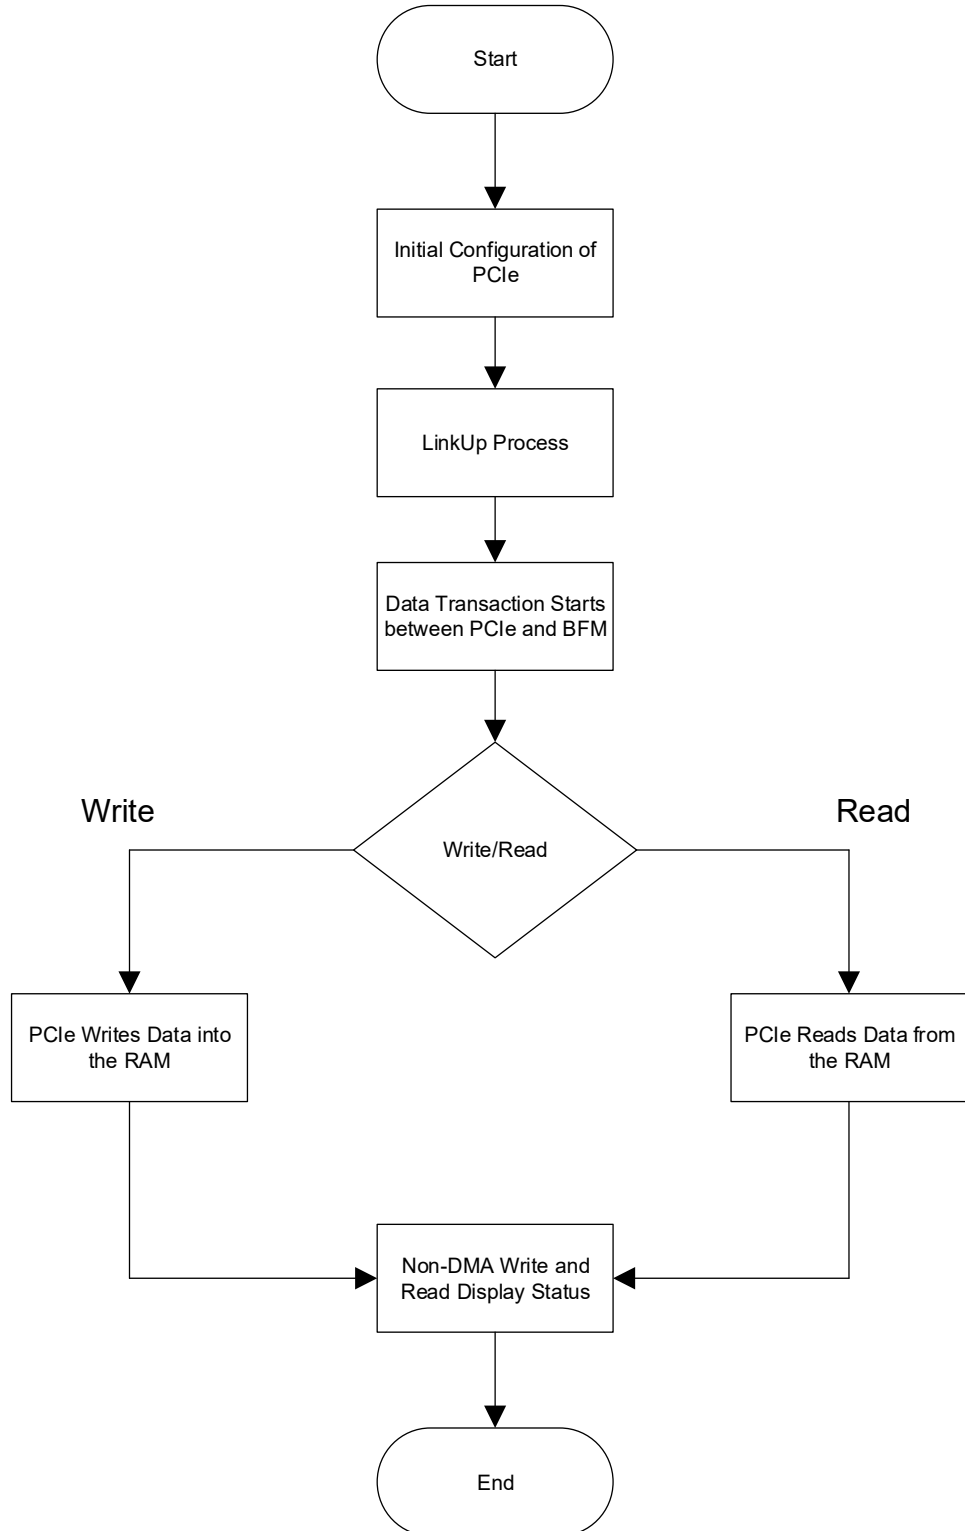 Start
Initial Configuration of
PCIe
LinkUp Process
Data Transaction Starts
between PCIe and BFM
Write
Read
Write/Read
PCIe Writes Data into
the RAM
PCIe Reads Data from
the RAM
Non-DMA Write and
Read Display Status
End